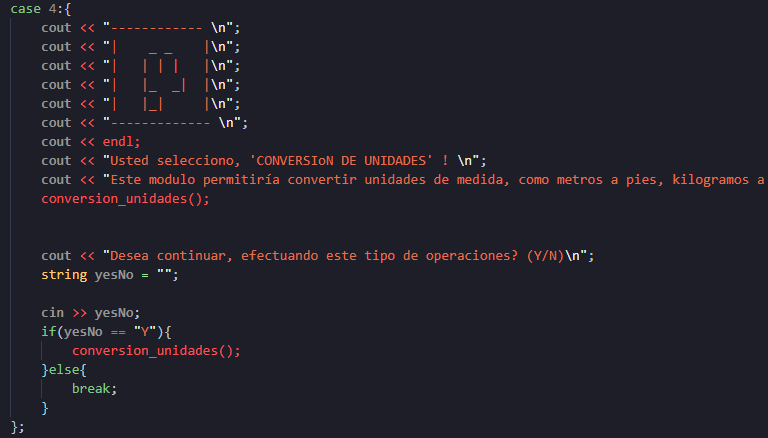 case 4:{
    cout << "------------ \n";
    cout << "|    _ _    |\n";
    cout << "|   | | |   |\n";
    cout << "|   |_  _|  |\n";
    cout << "|   |_|     |\n";
    cout << "------------- \n";
    cout << endl;
    cout << "Usted selecciono, 'CONVERSIoN DE UNIDADES' ! \n";
    cout << "Este modulo permitiría convertir unidades de medida, como metros a pies, kilogramos a
    conversion_unidades();
    cout << "Desea continuar, efectuando este tipo de operaciones? (Y/N)\n";
    string yesNo = "";
    cin >> yesNo;
    if(yesNo == "Y"){
        conversion_unidades();
    }else{
        break;
    }
};